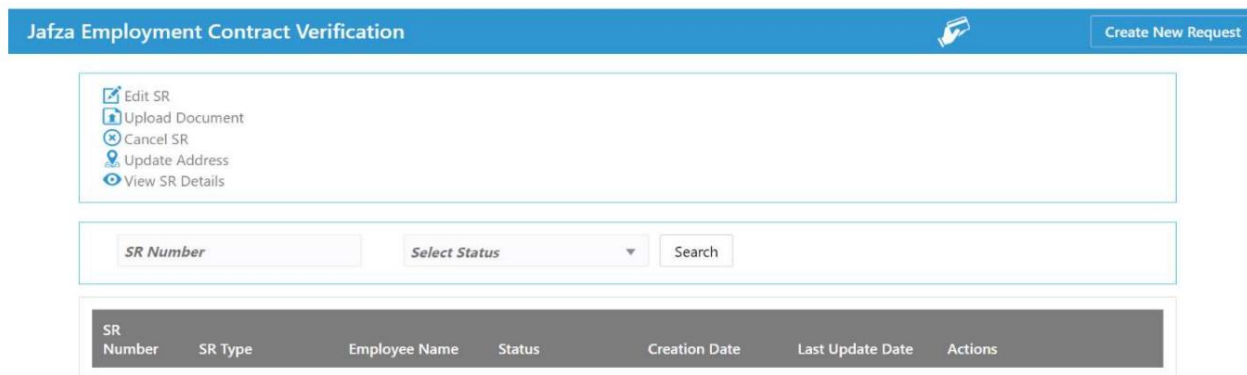 Jafza Employment Contract Verification
Create New Request
Edit SR
Upload Document
Cancel SR
Update Address
View SR Details
SR Number
Select Status
Search
SR
Number SR Type Employee Name Status Creation Date Last Update Date Actions